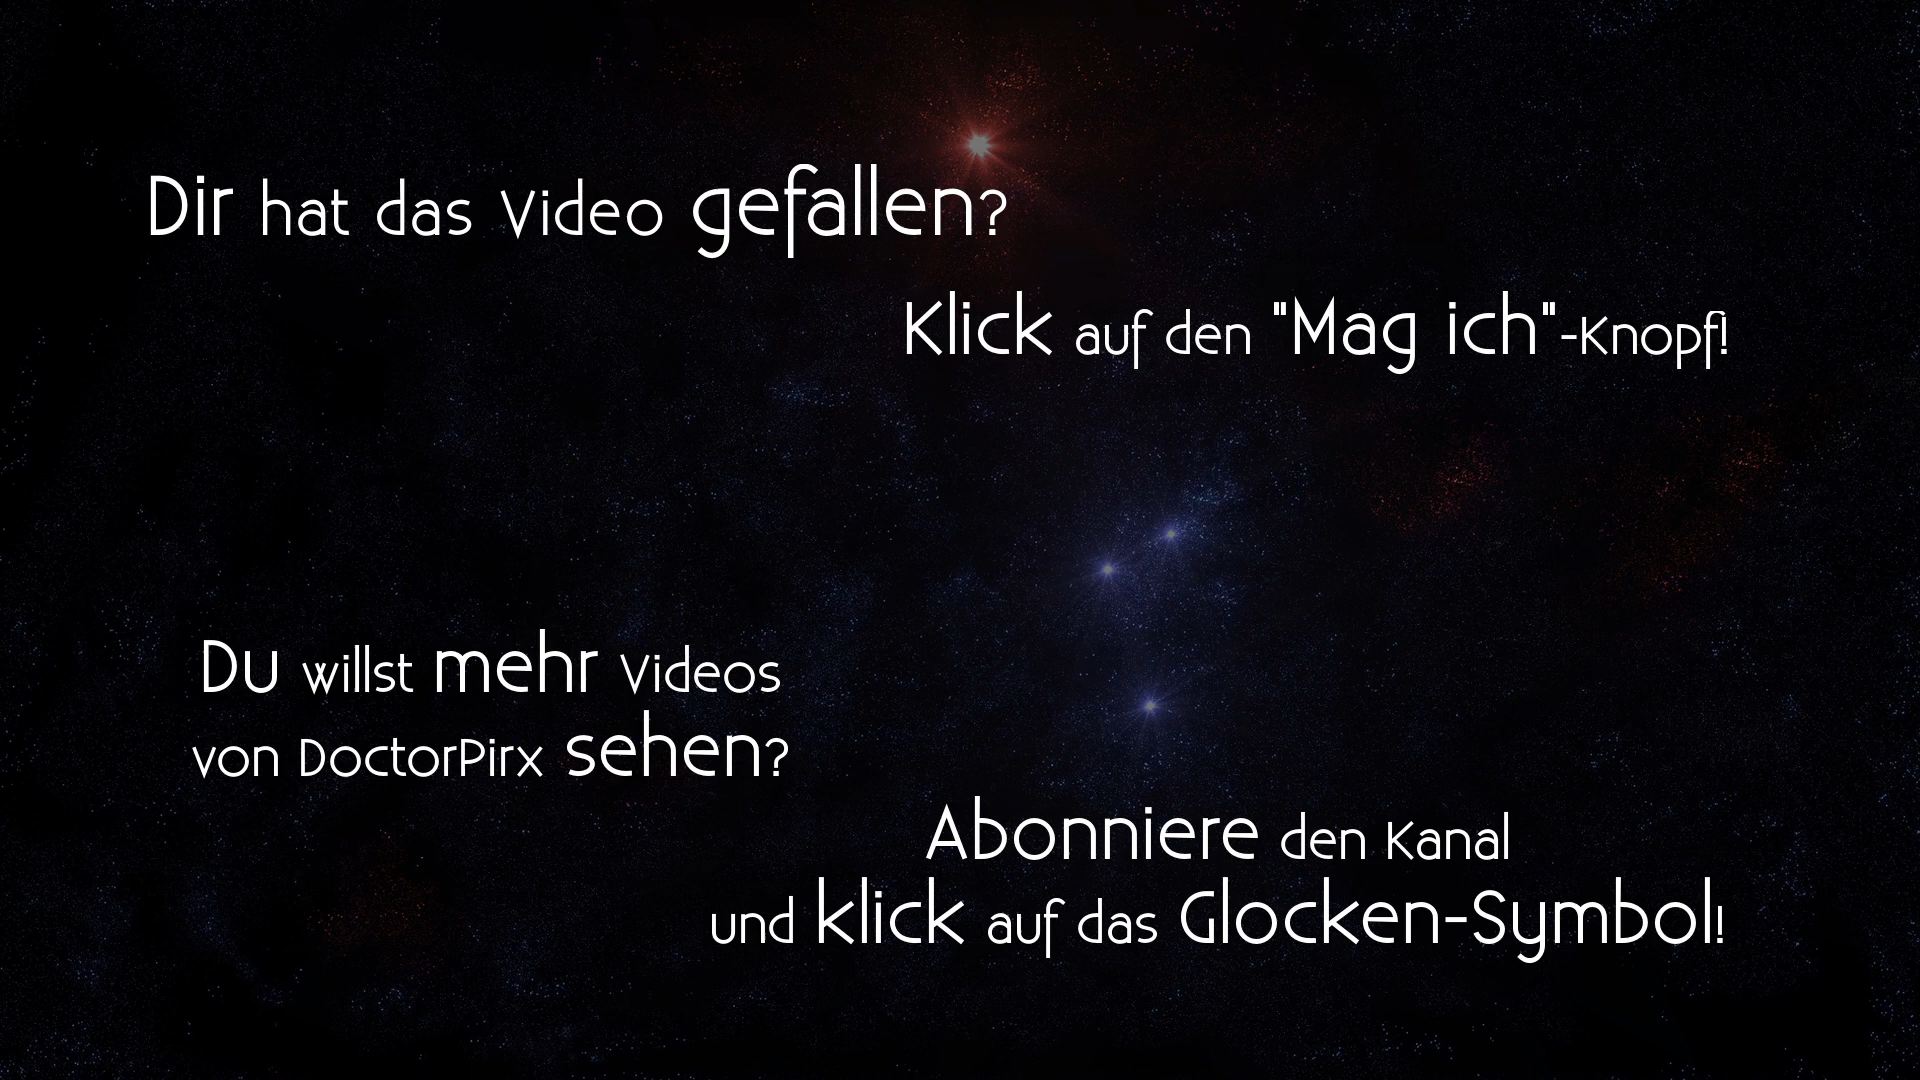 Dir hat das Video gefallen?
Klick auf den "Mag ich"-Knopf!
Du willst mehr Videos
von DoctorPirx sehen?
Abonniere den Kanal
und klick auf das Glocken-Symbol!